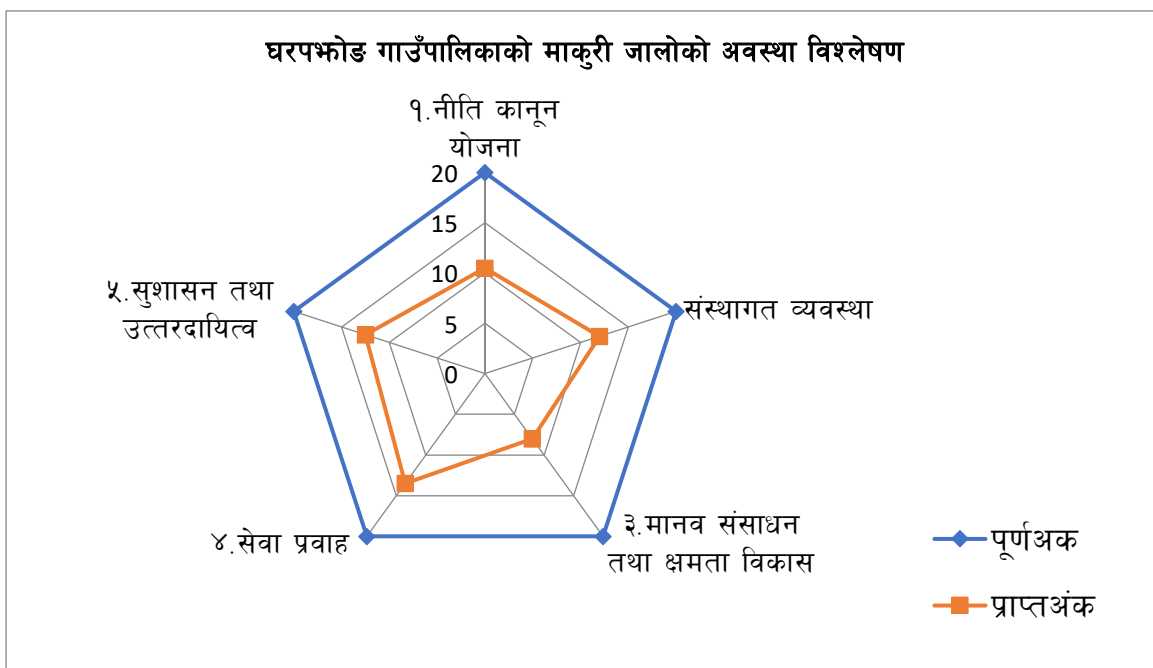 घरपझोङ गाउँपालिकाको माकुरी जालोको अवस्था विश्लेषण
१.नीति कानून
योजना
20
15
10
5
0
संस्थागत व्यवस्था
३.मानव संसाधन
तथा क्षमता विकास
४.सेवा प्रवाह
५.सुशासन तथा
उत्तरदायित्व
पूर्णअक
प्राप्तअंक